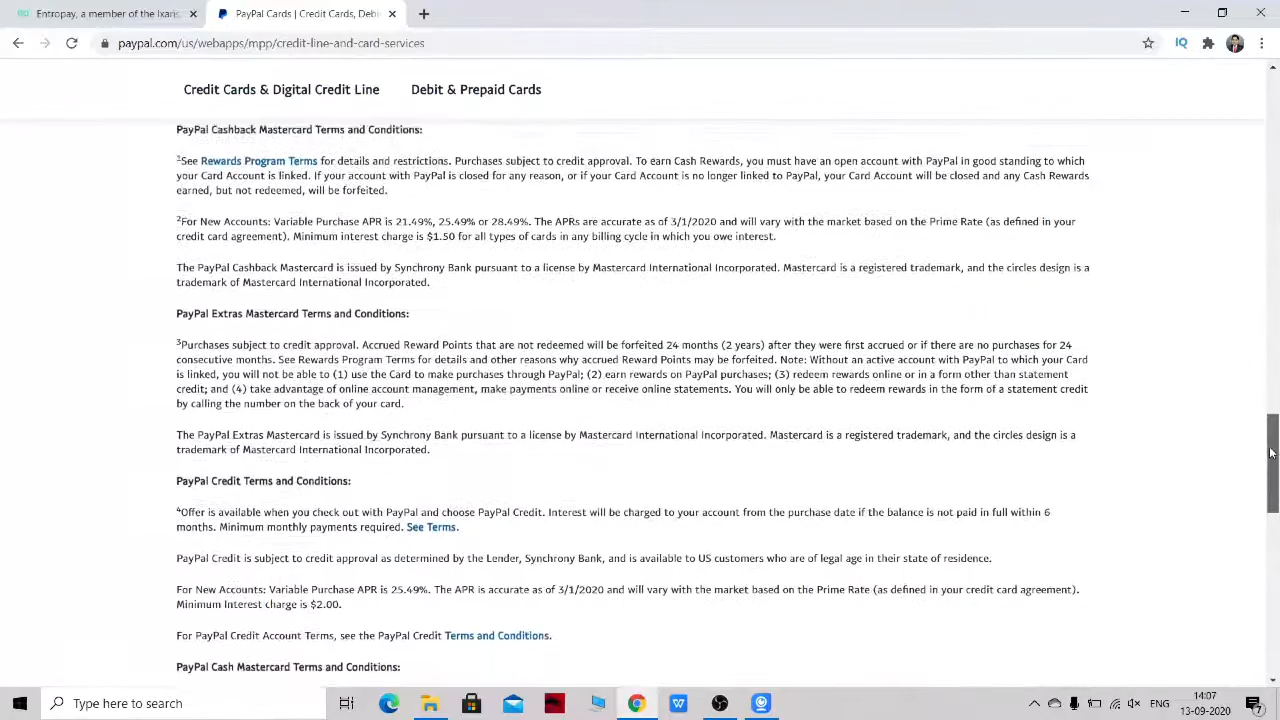 Entropay, a member of the karis
PayPal Credit Lines | Cards, Debi
paypal.com/us/webapps/mpp/credit-line-and-card-services
Credit Cards & Digital Credit Line Debit & Prepaid Cards
PayPal Cashback Mastercard Terms and Conditions:
1See Rewards Program Terms for details and restrictions. Purchases subject to credit approval. To earn Cash Rewards, you must have an open account with PayPal in good standing to which
your Card Account is linked. If your account with PayPal is closed for any reason, or if your Card Account is no longer linked to PayPal, your Card Account will be closed and any Cash Rewards
earned, but not redeemed, will be forfeited.
2For New Accounts: Variable Purchase APR is 21.49%, 25.49% or 28.49%. The APRs are accurate as of 3/1/2020 and will vary with the market based on the Prime Rate (as defined in your
credit card agreement). Minimum interest charge is $1.50 for all types of cards in any billing cycle in which you owe interest.
The PayPal Cashback Mastercard is issued by Synchrony Bank pursuant to a license by Mastercard International Incorporated. Mastercard is a registered trademark, and the circles design is a
trademark of Mastercard International Incorporated.
PayPal Extras Mastercard Terms and Conditions:
3Purchases subject to credit approval. Accrued Reward Points that are not redeemed will be forfeited 24 months (2 years) after they were first accrued or if there are no purchases for 24
consecutive months. See Rewards Program Terms for details and other reasons why accrued Reward Points may be forfeited. Note: Without an active account with PayPal to which your Card
is linked, you will not be able to (1) use the Card to make purchases through PayPal; (2) earn rewards on PayPal purchases; (3) redeem rewards online or in a form other than statement
credit; and (4) take advantage of online account management, make payments online or receive online statements. You will only be able to redeem rewards in the form of a statement credit
by calling the number on the back of your card.
The PayPal Extras Mastercard is issued by Synchrony Bank pursuant to a license by Mastercard International Incorporated. Mastercard is a registered trademark, and the circles design is a
trademark of Mastercard International Incorporated.
PayPal Credit Terms and Conditions:
4Offer is available when you check out with PayPal and choose PayPal Credit. Interest will be charged to your account from the purchase date if the balance is not paid in full within 6
months. Minimum monthly payments required. See Terms.
PayPal Credit is subject to credit approval as determined by the Lender, Synchrony Bank, and is available to US customers who are of legal age in their state of residence.
For New Accounts: Variable Purchase APR is 25.49%. The APR is accurate as of 3/1/2020 and will vary with the market based on the Prime Rate (as defined in your credit card agreement).
Minimum Interest charge is $2.00.
For PayPal Credit Account Terms, see the PayPal Credit Terms and Conditions.
PayPal Cash Mastercard Terms and Conditions:
Type here to search
14:07
13-09-2020
7